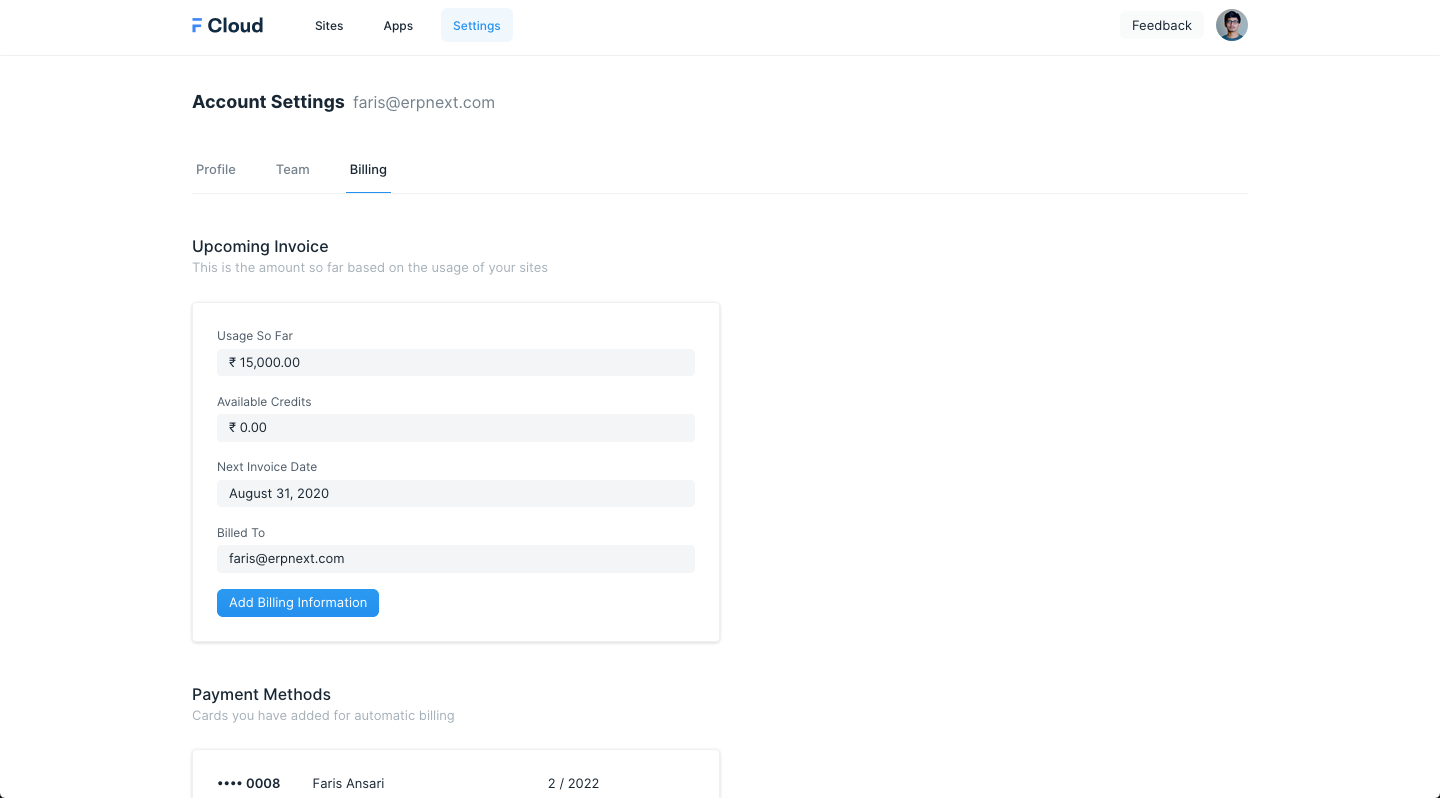 Cloud Sites Apps Settings Feedback
Account Settings faris@erpnext.com
Profile Team Billing
Upcoming Invoice
This is the amount so far based on the usage of your sites
Usage So Far
₹ 15,000.00
Available Credits
₹ 0.00
Next Invoice Date
August 31, 2020
Billed To
faris@erpnext.com
Add Billing Information
Payment Methods
Cards you have added for automatic billing
•••• 0008 Faris Ansari 2 / 2022